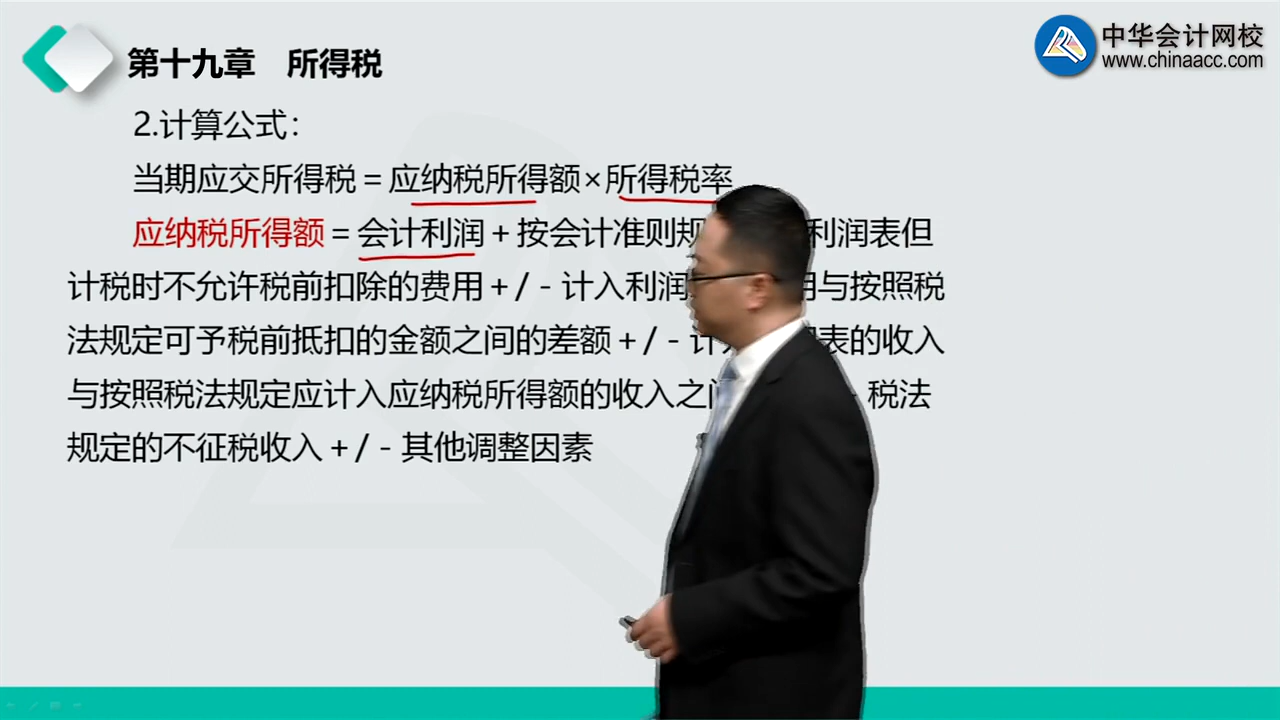 第十九章 所得税
中华会计网校
www.chinaacc.com
2.计算公式：
当期应交所得税＝应纳税所得额×所得税率
应纳税所得额＝会计利润＋按会计准则规 利润表但
计税时不允许税前扣除的费用＋/－计入利润 用与按照税
法规定可予税前抵扣的金额之间的差额＋/－计 表的收入
与按照税法规定应计入应纳税所得额的收入之 税法
规定的不征税收入＋/－其他调整因素